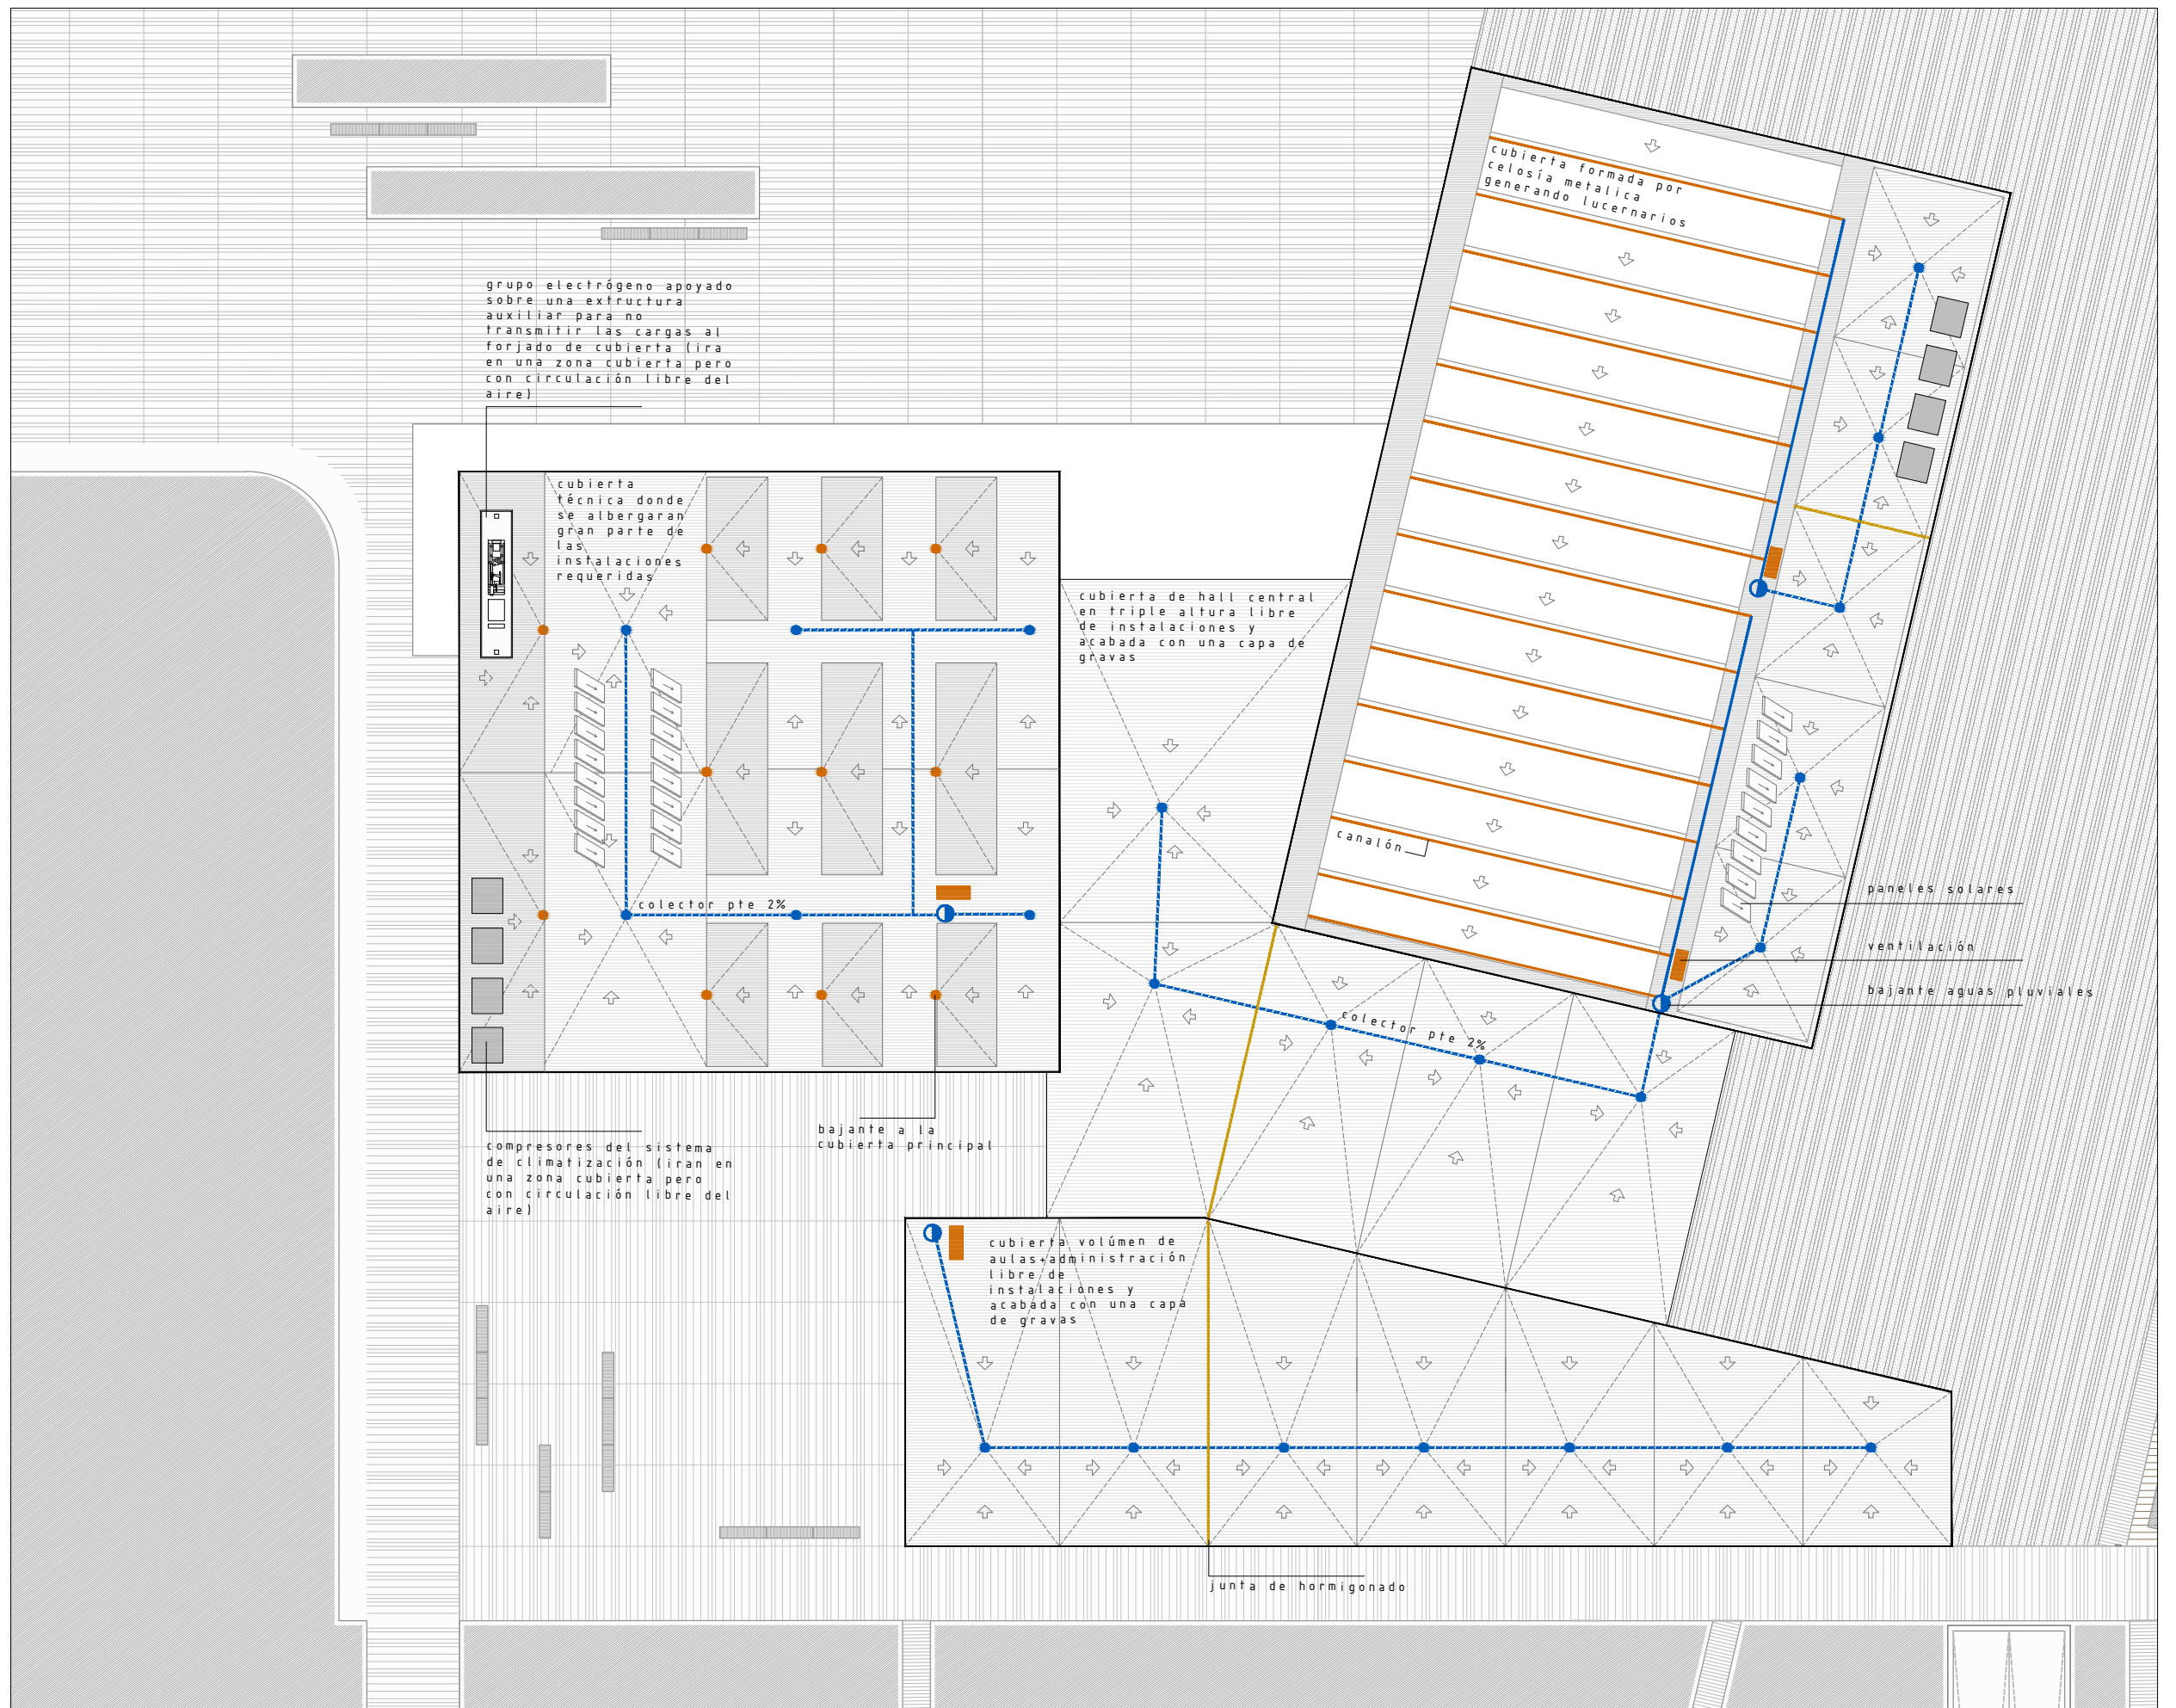 cubierta formada por
celosía metalica
generando lucernarios
grupo electrógeno apoyado
sobre una extructura
auxiliar para no
transmitir las cargas al
forjado de cubierta (ira
en una zona cubierta pero
con circulación libre del
aire)
cubierta
técnica donde
se albergaran
gran parte de
las
instalaciones
requeridas
cubierta de hall central
en triple altura libre
de instalaciones y
acabada con una capa de
gravas
canalón
colector pte 2%
paneles solares
ventilación
bajante aguas pluviales
colector pte 2%
bajante a la
cubierta principal
compresores del sistema
de climatización (iran en
una zona cubierta pero
con circulación libre del
aire)
cubierta volúmen de
aulas+administración
libre de
instalaciones y
acabada con una capa
de gravas
junta de hormigonado